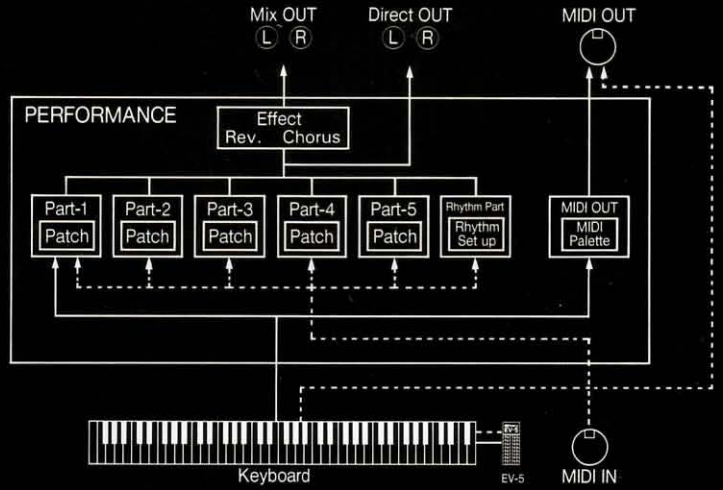 Mix OUT Direct OUT MIDI OUT
L R L R
PERFORMANCE
Effect
Rev. Chorus
Part-1 Part-2 Part-3 Part-4 Part-5 Rhythm Part MIDI OUT
Patch Patch Patch Patch Patch Rhythm MIDI
Set up Palette
EV-5
Keyboard EV-5 MIDI IN